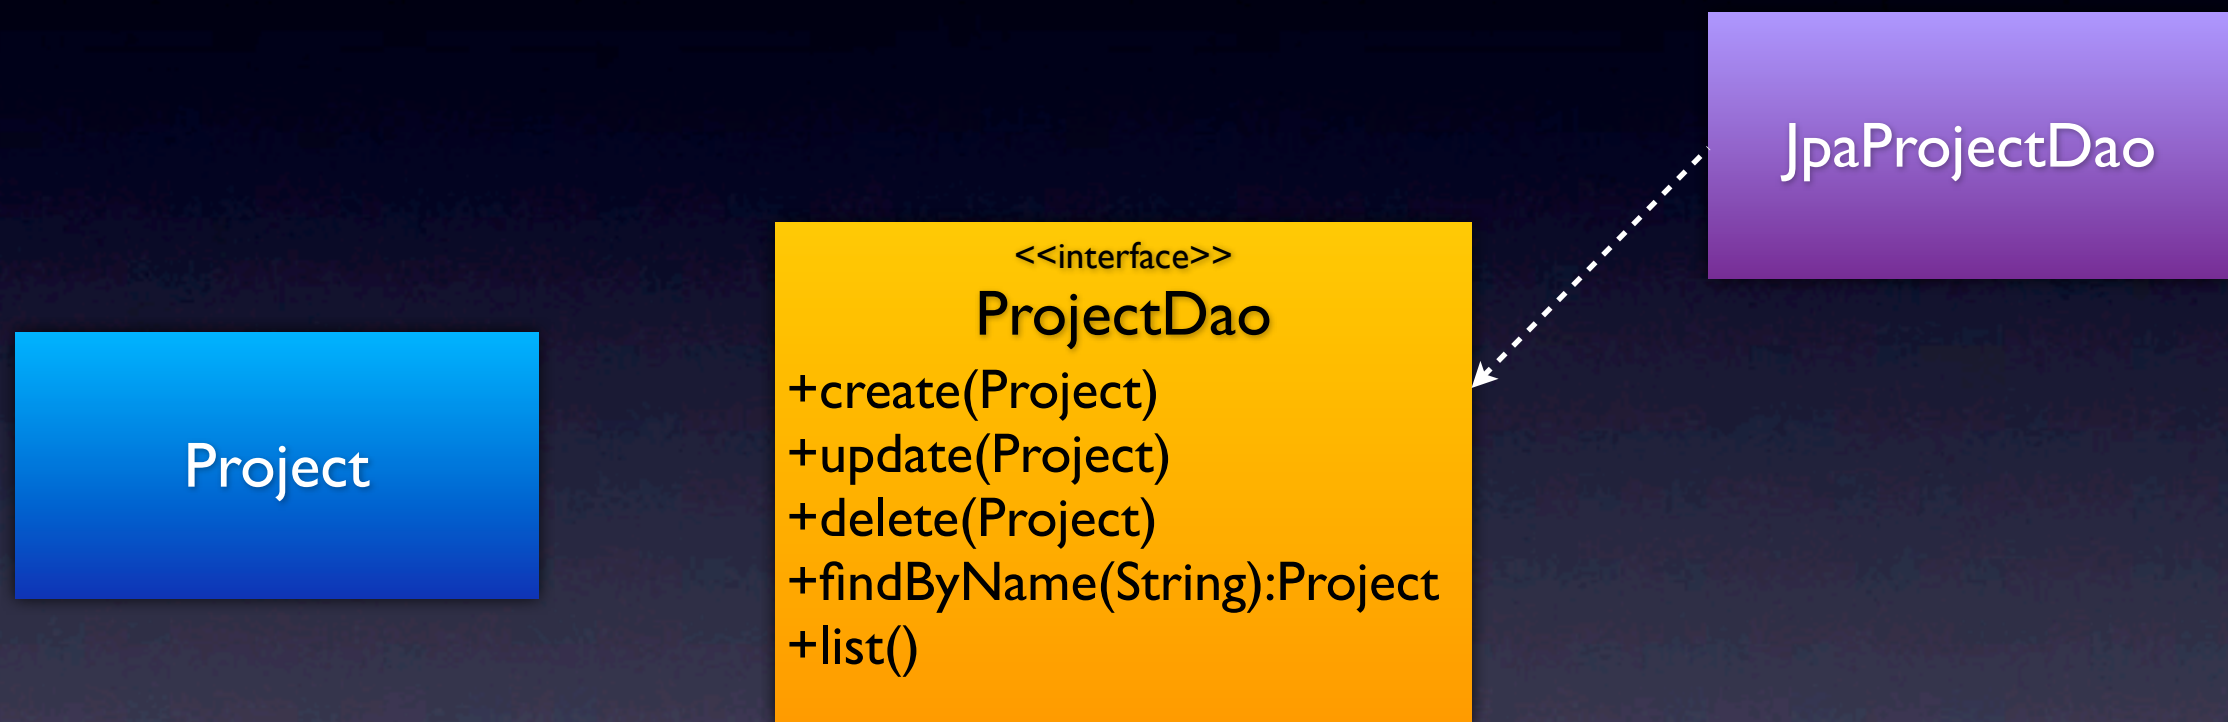 JpaProjectDao
<<interface>>
ProjectDao
+create(Project)
+update(Project)
+delete(Project)
+findByName(String):Project
+list()
Project